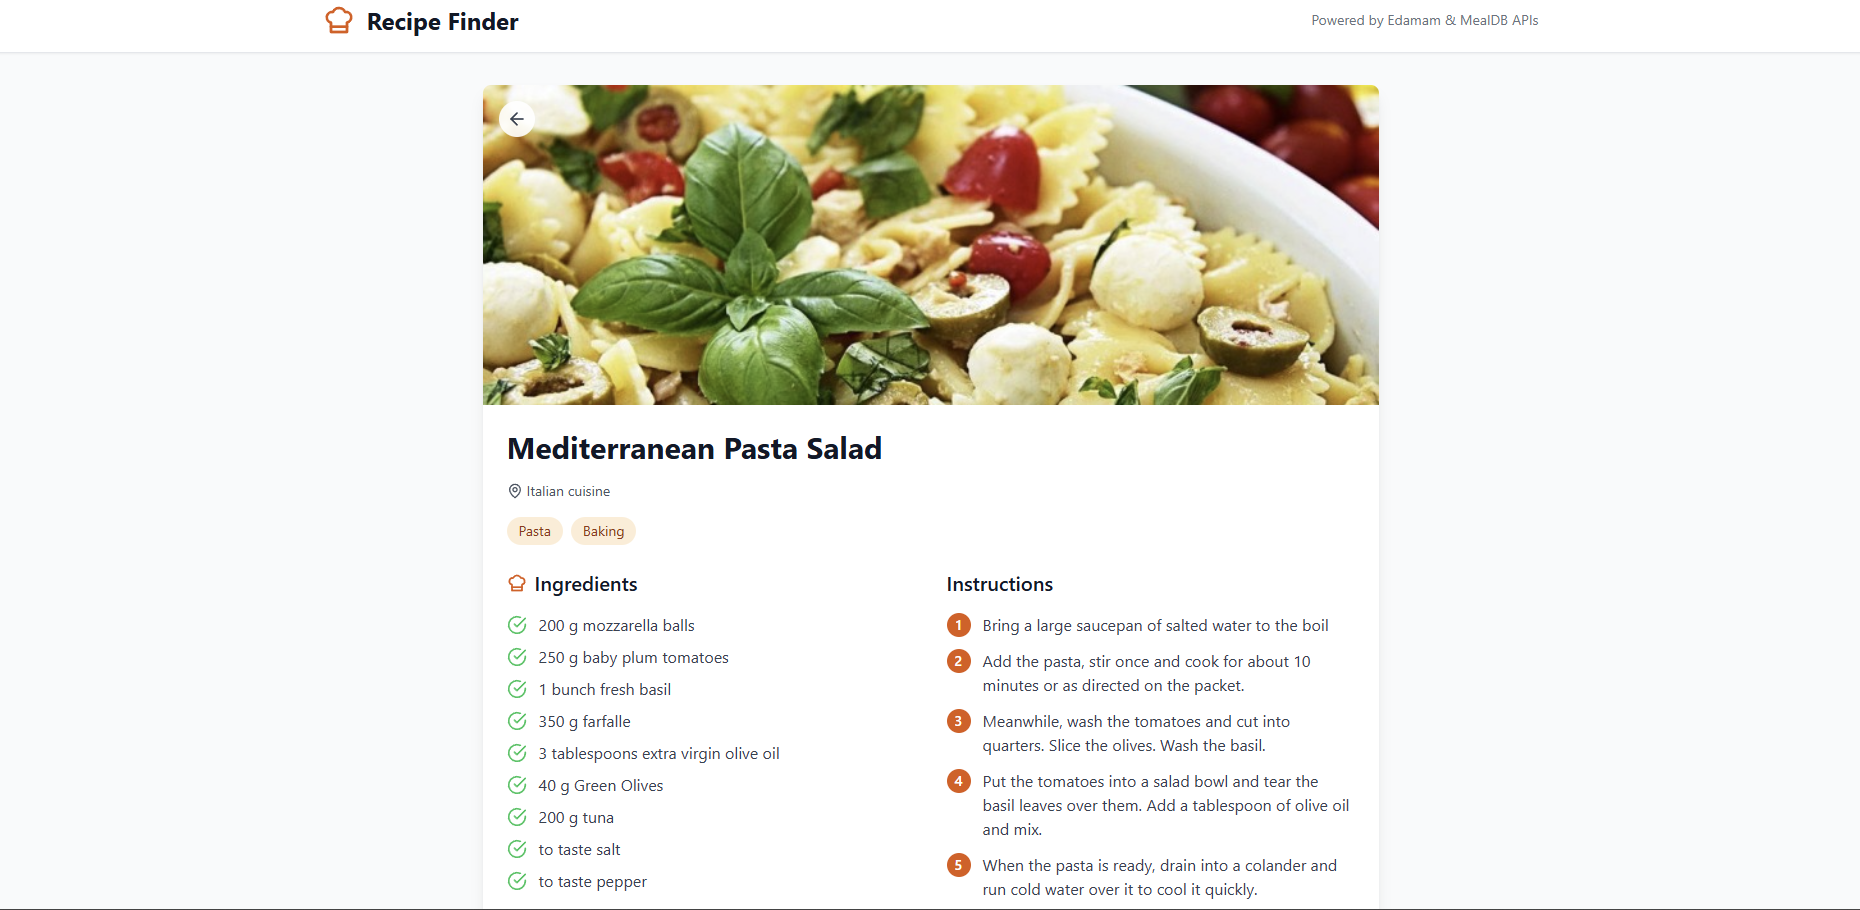 Recipe Finder
Powered by Edamam & MealDB APIs
Mediterranean Pasta Salad
Italian cuisine
Pasta
Baking
Ingredients
200 g mozzarella balls
250 g baby plum tomatoes
1 bunch fresh basil
350 g farfalle
3 tablespoons extra virgin olive oil
40 g Green Olives
200 g tuna
to taste salt
to taste pepper
Instructions
1 Bring a large saucepan of salted water to the boil
2 Add the pasta, stir once and cook for about 10
minutes or as directed on the packet.
3 Meanwhile, wash the tomatoes and cut into
quarters. Slice the olives. Wash the basil.
4 Put the tomatoes into a salad bowl and tear the
basil leaves over them. Add a tablespoon of olive oil
and mix.
5 When the pasta is ready, drain into a colander and
run cold water over it to cool it quickly.